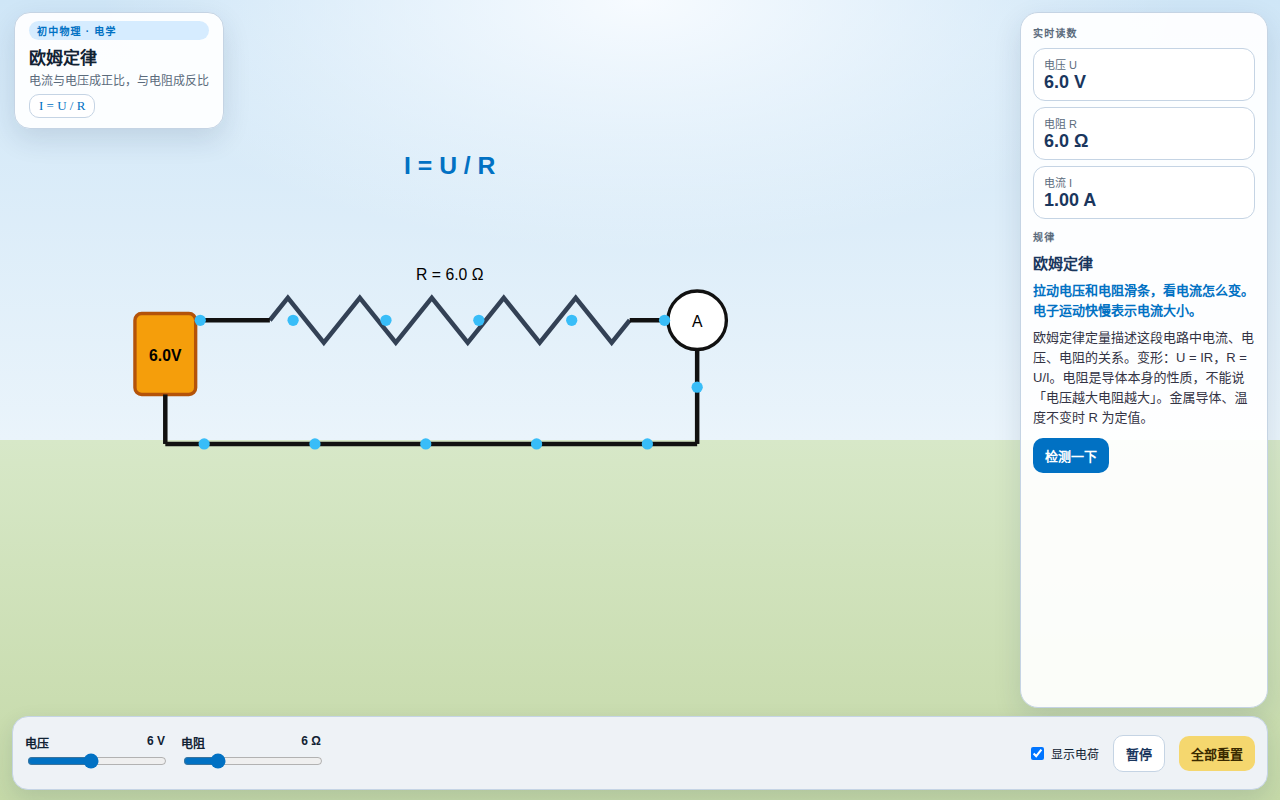 初中物理 · 电学
欧姆定律
电流与电压成正比，与电阻成反比
I = U / R
I = U / R
R = 6.0 Ω
6.0V
A
实时读数
电压 U
6.0 V
电阻 R
6.0 Ω
电流 I
1.00 A
规律
欧姆定律
拉动电压和电阻滑条，看电流怎么变。
电子运动快慢表示电流大小。
欧姆定律定量描述这段电路中电流、电
压、电阻的关系。变形：U = IR，R =
U/I。电阻是导体本身的性质，不能说
「电压越大电阻越大」。金属导体、温
度不变时 R 为定值。
检测一下
电压 6 V
电阻 6 Ω
显示电荷
暂停
全部重置